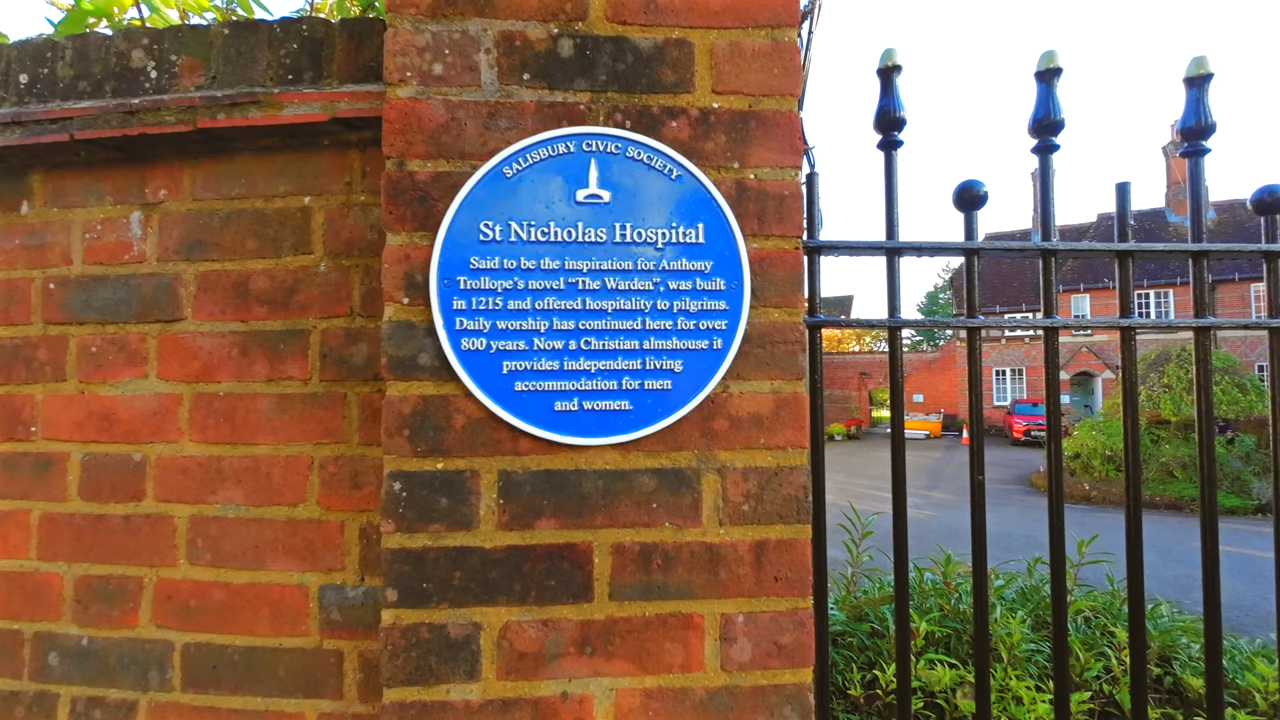 SALISBURY CIVIC SOCIETY
St Nicholas Hospital
Said to be the inspiration for Anthony
Trollope's novel “The Warden”, was built
in 1215 and offered hospitality to pilgrims.
Daily worship has continued here for over
800 years. Now a Christian almshouse it
provides independent living
accommodation for men
and women.